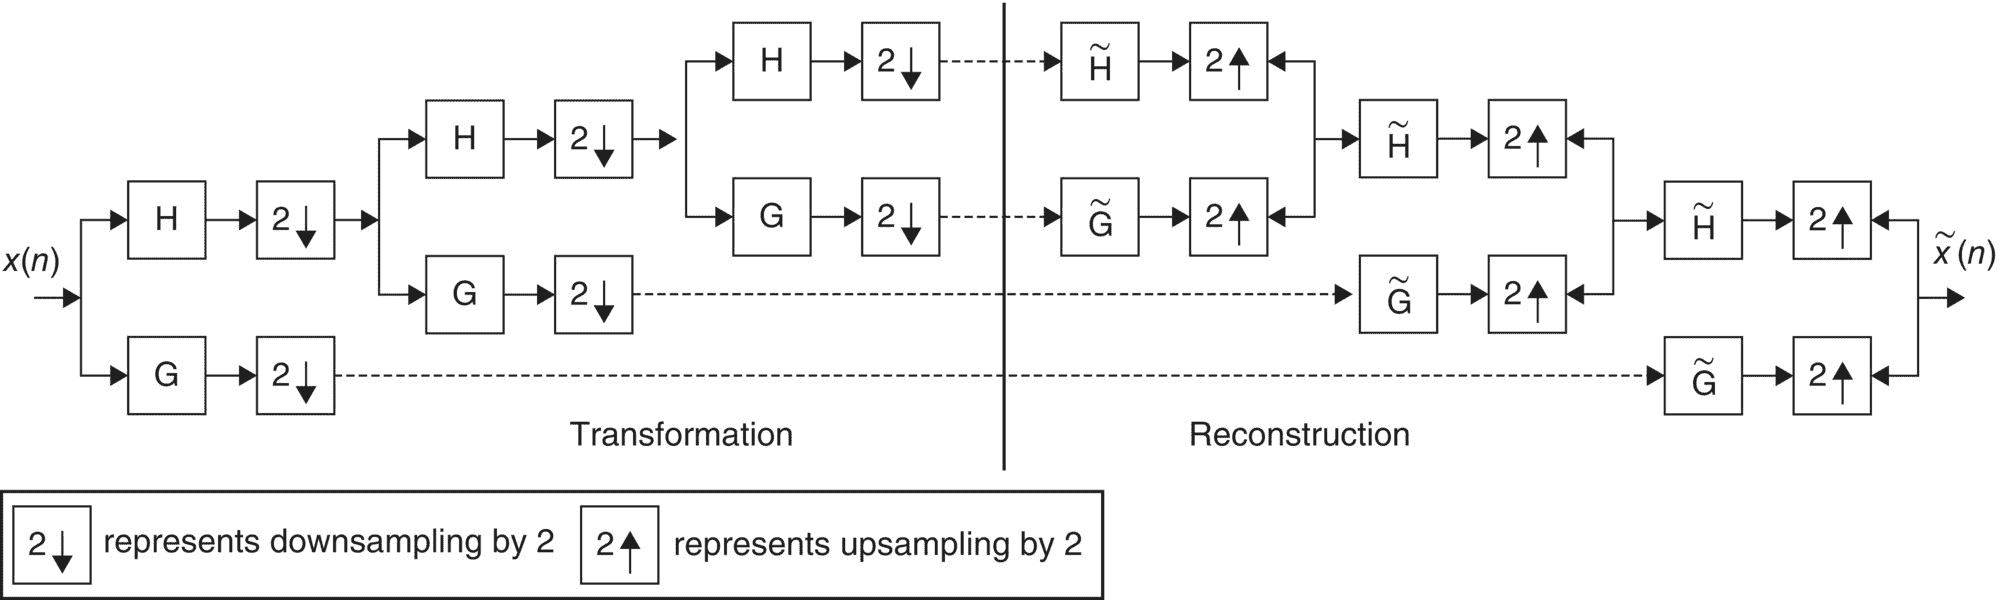 H 2↓ H̃ 2↑
H 2↓ H̃ 2↑
H 2↓ G 2↓ G̃ 2↑ H̃ 2↑
x(n) x̃(n)
G 2↓ G̃ 2↑
G 2↓ G̃ 2↑
Transformation Reconstruction
2↓ represents downsampling by 2 2↑ represents upsampling by 2